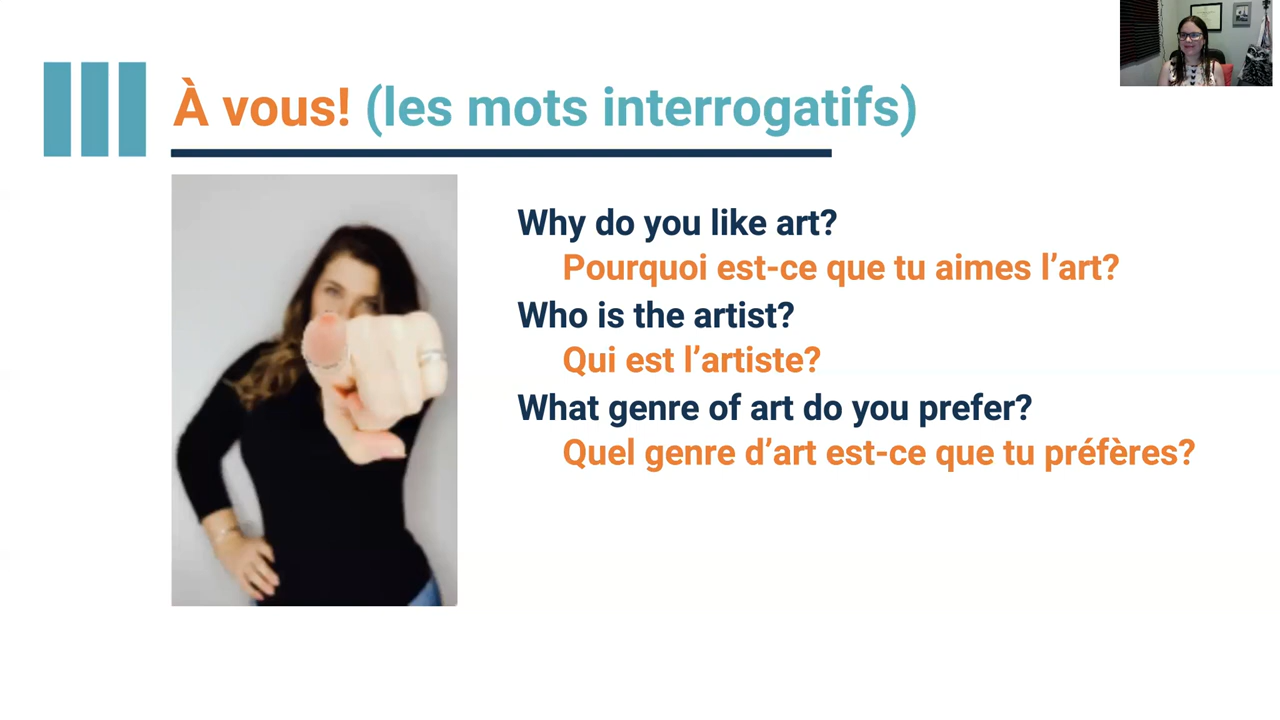 À vous! (les mots interrogatifs)
Why do you like art?
Pourquoi est-ce que tu aimes l’art?
Who is the artist?
Qui est l’artiste?
What genre of art do you prefer?
Quel genre d’art est-ce que tu préfères?